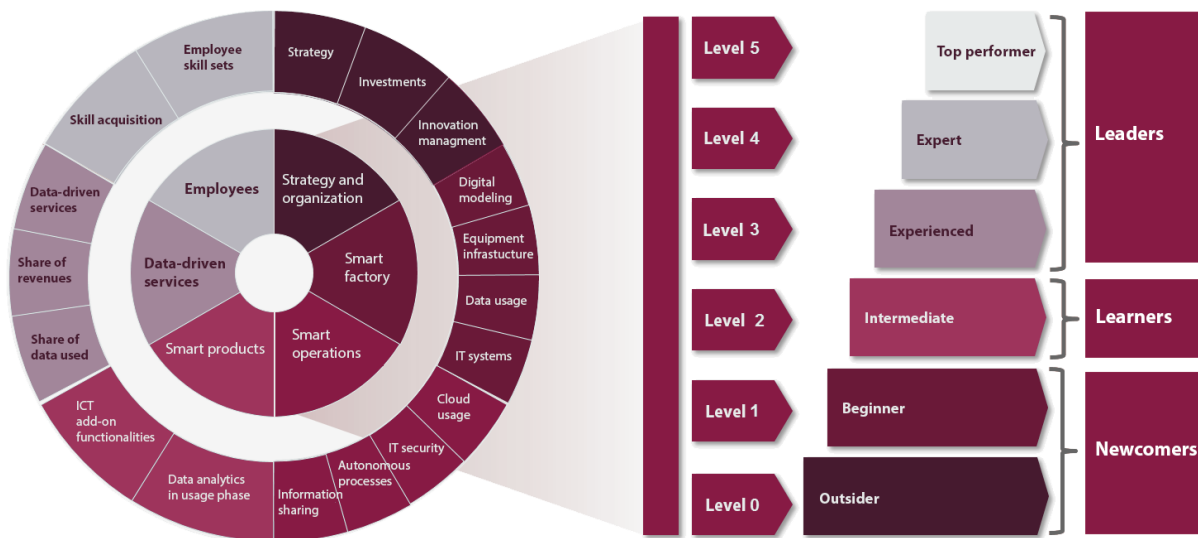 Employee
skill sets
Strategy
Investments
Innovation
managment
Digital
modeling
Equipment
infrastucture
Data usage
IT systems
Cloud
usage
IT security
Autonomous
processes
Information
sharing
Data analytics
in usage phase
ICT
add-on
functionalities
Share of
data used
Share of
revenues
Data-driven
services
Skill acquisition
Employees
Strategy and
organization
Smart
factory
Smart
operations
Smart products
Data-driven
services
Level 5
Top performer
Level 4
Expert
Level 3
Experienced
Leaders
Level 2
Intermediate
Learners
Level 1
Beginner
Level 0
Outsider
Newcomers